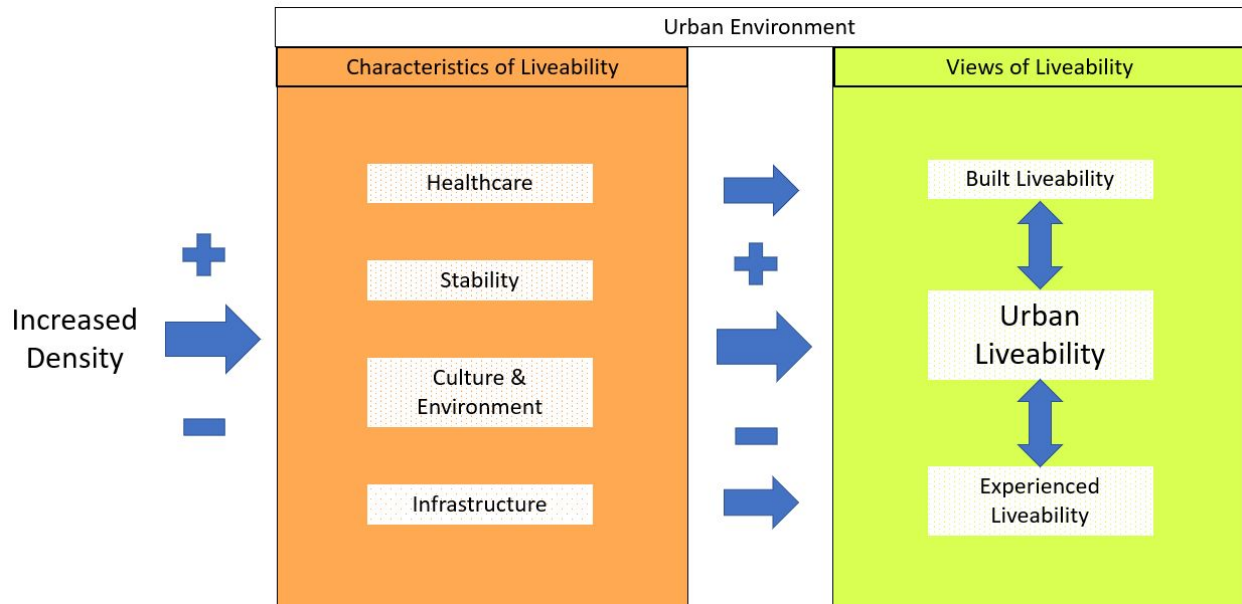 Urban Environment
Characteristics of Liveability
Views of Liveability
Healthcare
Built Liveability
Stability
Increased
Density
Urban
Liveability
Culture &
Environment
Infrastructure
Experienced
Liveability